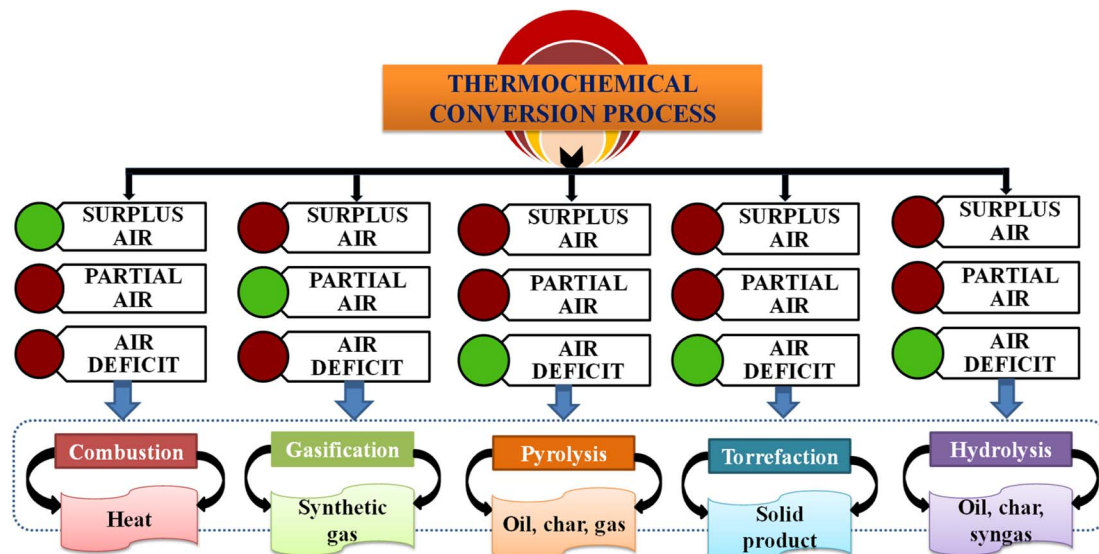 THERMOCHEMICAL
CONVERSION PROCESS
SURPLUS
AIR
PARTIAL
AIR
AIR
DEFICIT
Combustion
Heat
SURPLUS
AIR
PARTIAL
AIR
AIR
DEFICIT
Gasification
Synthetic
gas
SURPLUS
AIR
PARTIAL
AIR
AIR
DEFICIT
Pyrolysis
Oil, char, gas
SURPLUS
AIR
PARTIAL
AIR
AIR
DEFICIT
Torrefaction
Solid
product
SURPLUS
AIR
PARTIAL
AIR
AIR
DEFICIT
Hydrolysis
Oil, char,
syngas